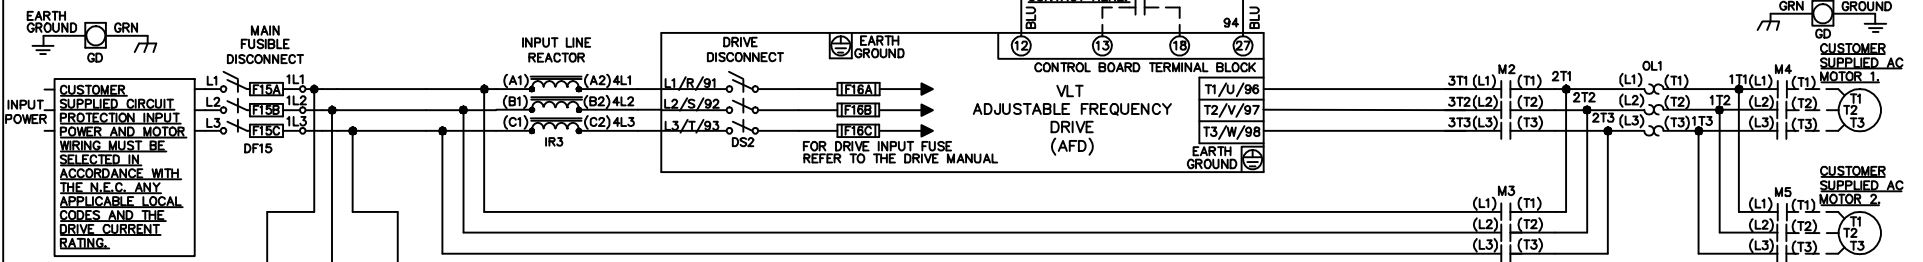 EARTH
GROUND
GRN
GD
MAIN
FUSIBLE
DISCONNECT
INPUT
POWER
CUSTOMER
SUPPLIED CIRCUIT
PROTECTION INPUT
POWER AND MOTOR
WIRING MUST BE
SELECTED IN
ACCORDANCE WITH
THE N.E.C. ANY
APPLICABLE LOCAL
CODES AND THE
DRIVE CURRENT
RATING.
L1 F15A 1L1
L2 F15B 1L2
L3 F15C 1L3
DF15
INPUT LINE
REACTOR
(A1) (A2) 4L1
(B1) (B2) 4L2
(C1) (C2) 4L3
IR3
DRIVE
DISCONNECT
L1/R/91
L2/S/92
L3/T/93
DS2
EARTH
GROUND
F16A
F16B
F16C
FOR DRIVE INPUT FUSE
REFER TO THE DRIVE MANUAL
BLU
94 BLU
12 13 18 27
CONTROL BOARD TERMINAL BLOCK
VLT
ADJUSTABLE FREQUENCY
DRIVE
(AFD)
T1/U/96
T2/V/97
T3/W/98
EARTH
GROUND
M2
3T1 (L1) (T1) 2T1
3T2 (L2) (T2) 2T2
3T3 (L3) (T3) 2T3
M3
(L1) (T1)
(L2) (T2)
(L3) (T3)
OL1
(L1) (T1) 1T1
(L2) (T2) 1T2
(L3) (T3) 1T3
GRN
GROUND
GD
M4
(L1) (T1)
(L2) (T2)
(L3) (T3)
CUSTOMER
SUPPLIED AC
MOTOR 1.
T1
T2
T3
M5
(L1) (T1)
(L2) (T2)
(L3) (T3)
CUSTOMER
SUPPLIED AC
MOTOR 2.
T1
T2
T3